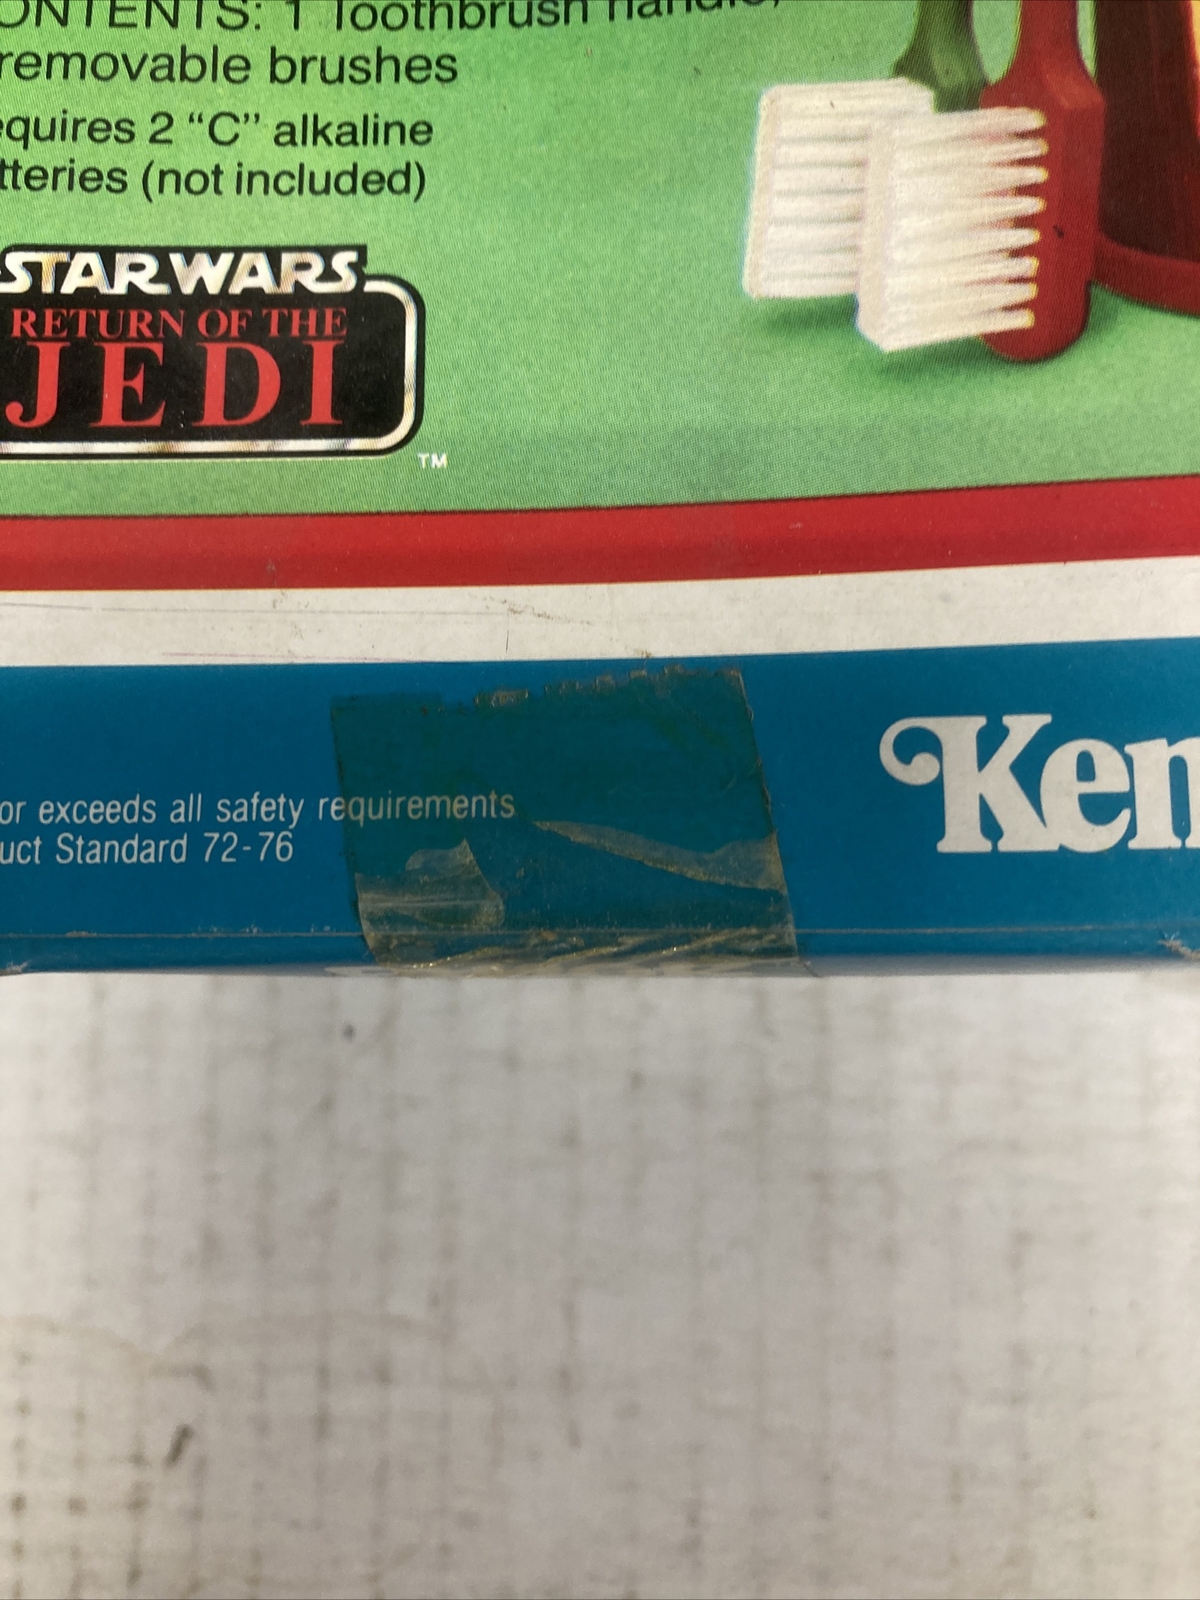 ONTENTS: 1 Toothbrush handle,
removable brushes
equires 2 “C” alkaline
tteries (not included)
STAR WARS
RETURN OF THE
JEDI
TM
or exceeds all safety requirements
uct Standard 72-76
Ken